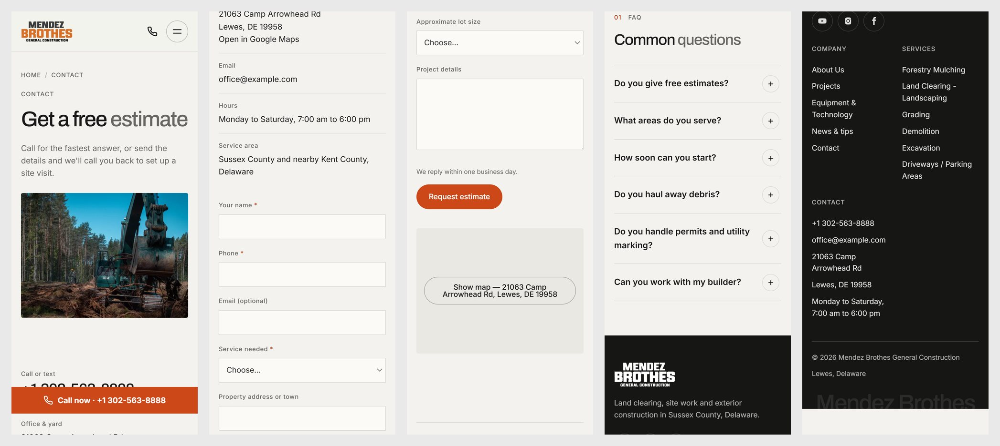 MENDEZ
BROTHES
GENERAL CONSTRUCTION
HOME / CONTACT
CONTACT
Get a free estimate
Call for the fastest answer, or send the
details and we'll call you back to set up a
site visit.
Call or text
+1 302-563-8888
Call now · +1 302-563-8888
Office & yard
21063 Camp Arrowhead Rd
Lewes, DE 19958
Open in Google Maps
Email
office@example.com
Hours
Monday to Saturday, 7:00 am to 6:00 pm
Service area
Sussex County and nearby Kent County,
Delaware
Your name *
Phone *
Email (optional)
Service needed *
Choose...
Property address or town
Approximate lot size
Choose...
Project details
We reply within one business day.
Request estimate
Show map — 21063 Camp
Arrowhead Rd, Lewes, DE 19958
01 FAQ
Common questions
Do you give free estimates?
What areas do you serve?
How soon can you start?
Do you haul away debris?
Do you handle permits and utility
marking?
Can you work with my builder?
MENDEZ
BROTHES
GENERAL CONSTRUCTION
Land clearing, site work and exterior
construction in Sussex County, Delaware.
COMPANY
About Us
Projects
Equipment &
Technology
News & tips
Contact
SERVICES
Forestry Mulching
Land Clearing -
Landscaping
Grading
Demolition
Excavation
Driveways / Parking
Areas
CONTACT
+1 302-563-8888
office@example.com
21063 Camp
Arrowhead Rd
Lewes, DE 19958
Monday to Saturday,
7:00 am to 6:00 pm
© 2026 Mendez Brothes General Construction
Lewes, Delaware
Mendez Brothes